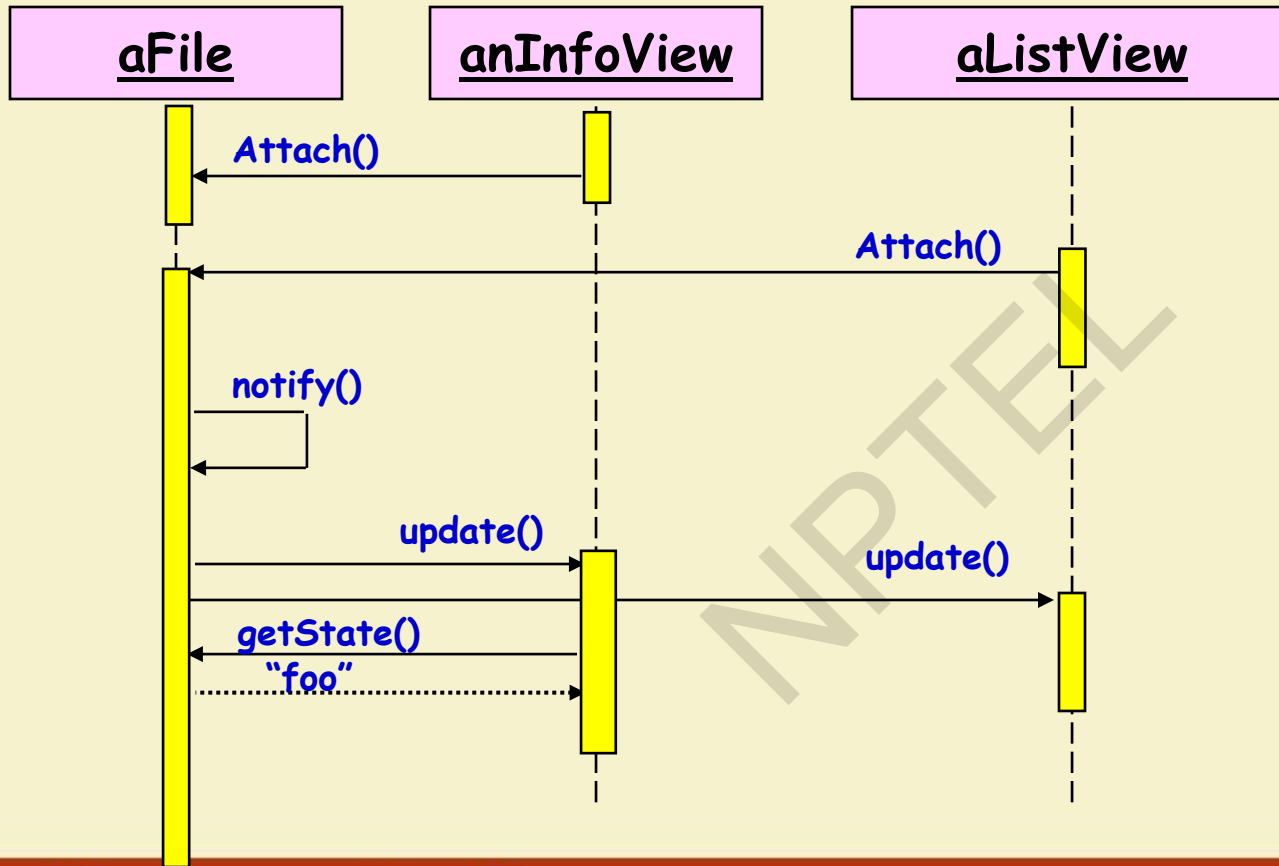 aFile
anInfoView
aListView
Attach()
Attach()
notify()
update()
update()
getState()
“foo”
NPTEL